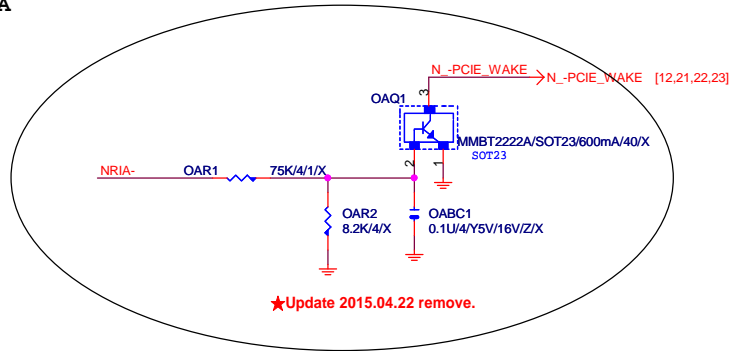 A
N_-PCIE_WAKE
N_-PCIE_WAKE [12,21,22,23]
OAQ1
3
MMBT2222A/SOT23/600mA/40/X
SOT23
2
1
NRIA-
OAR1
75K/4/1/X
OAR2
8.2K/4/X
OABC1
0.1U/4/Y5V/16V/Z/X
★Update 2015.04.22 remove.